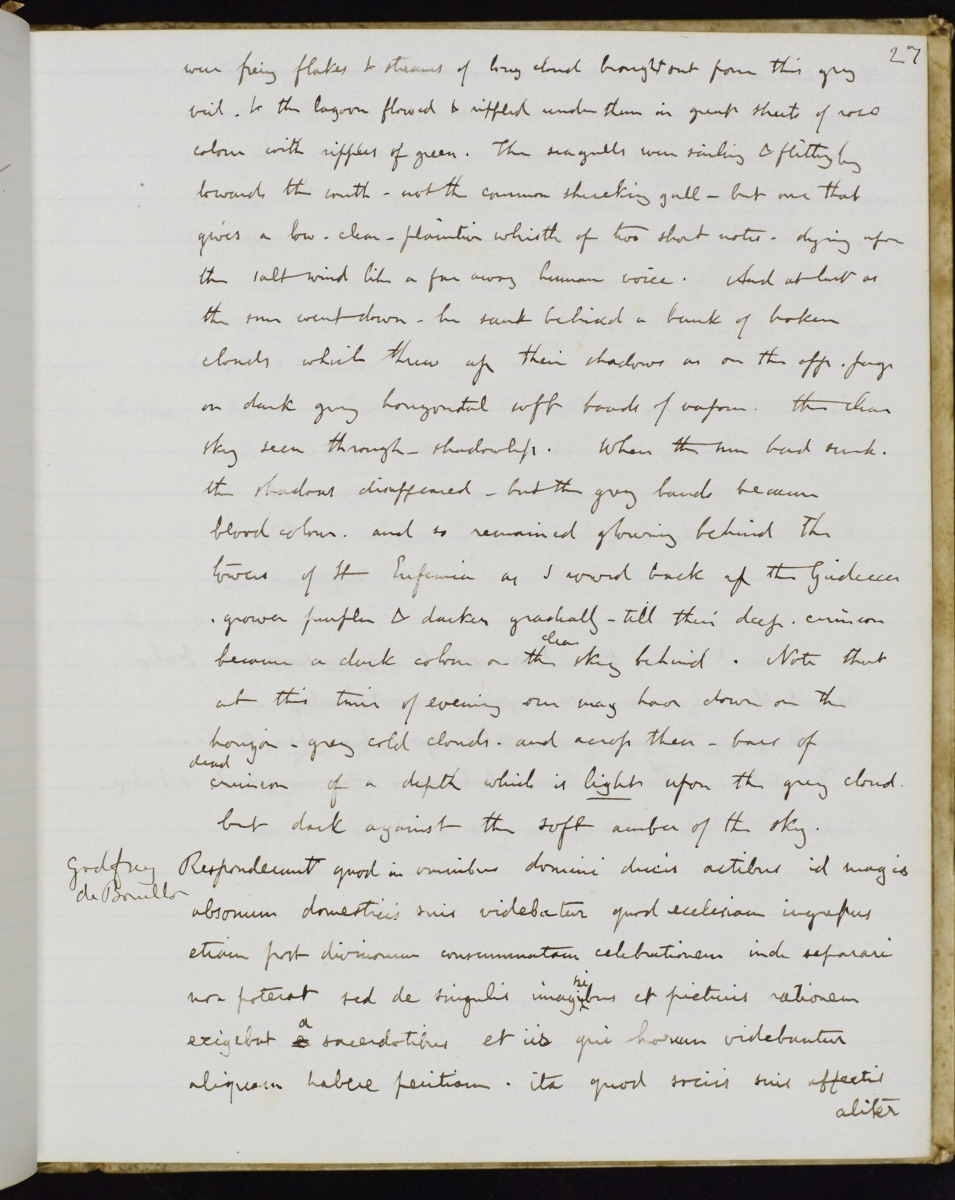 27
were fiery flakes & streams of long cloud brought out from this grey
veil. & the lagoon flowed & rippled under them in great sheets of rose
colour with ripples of green. The seagulls were sailing & flitting by
towards the south - not the common shrieking gull - but one that
gives a low - clear - plaintive whistle of two short notes - dying upon
the salt wind like a far away human voice. And at last as
the sun went down - he sank behind a bank of broken
clouds which threw up their shadows as on the opp. page
on dark grey horizontal soft bands of vapour. the clear
sky seen through - shadowless. When the sun had sunk.
the shadows disappeared - but the grey bands became
blood colour. and so remained glowing behind the
towers of St Eufemia as I rowed back up the Giudecca
. grower purpler & darker gradually - till their deep. crimson
became a dark colour on the clear sky behind. Note that
at this time of evening one may have down on the
horizon - grey cold clouds. and across them - bars of
dead crimson of a depth which is light upon the grey cloud.
but dark against the soft amber of the sky.
Godfrey Responderunt quod in omnibus domini ducis actibus id magis
de Bouillo absonum domesticis suis videbatur quod ecclesiam ingressus
etiam post divinorum consummatam celebrationem inde separari
non poterat sed de singulis imaginibus et picturis rationem
exigebat a sacerdotibus et iis qui horum videbantur
aliquam habere peritiam. ita quod sociis suis affectis
aliter